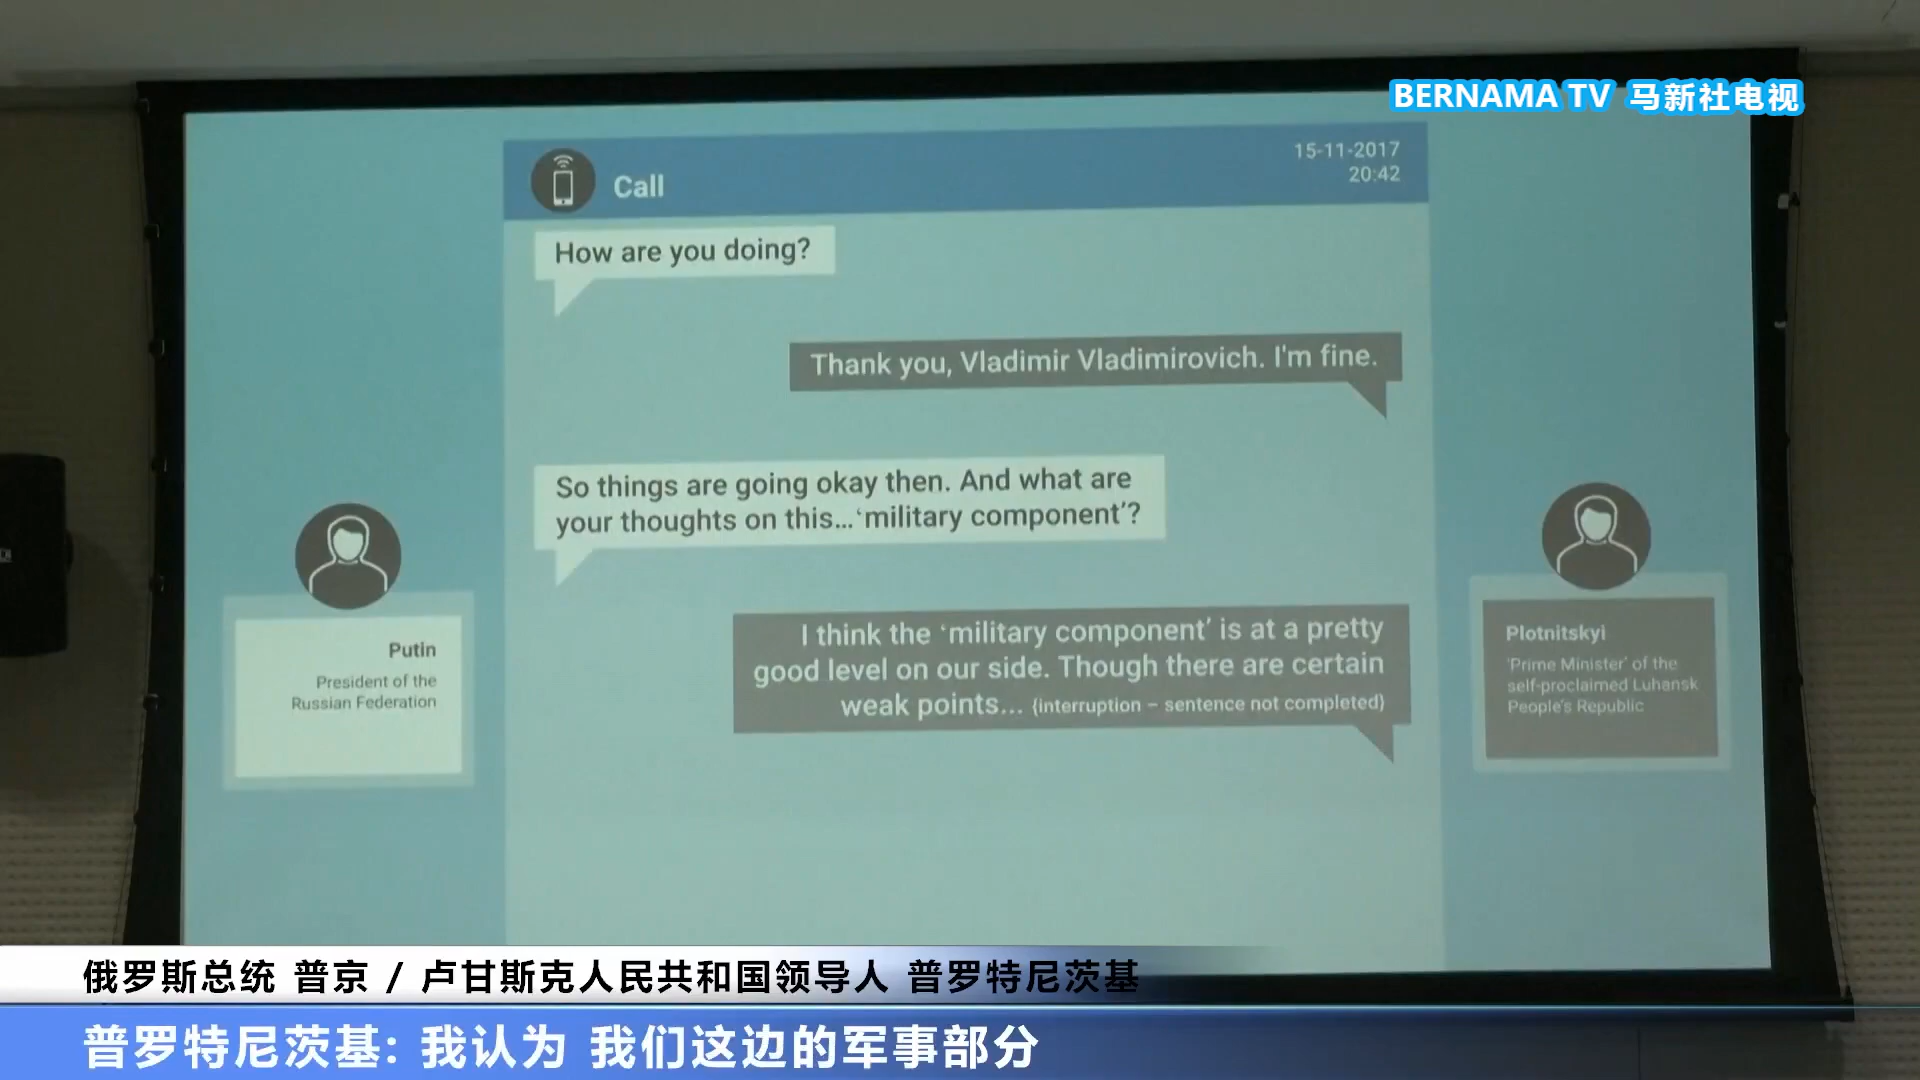 BERNAMA TV 马新社电视
Call
15-11-2017
20:42
How are you doing?
Thank you, Vladimir Vladimirovich. I'm fine.
So things are going okay then. And what are
your thoughts on this...‘military component’?
I think the ‘military component’ is at a pretty
good level on our side. Though there are certain
weak points... {interruption – sentence not completed}
Putin
President of the
Russian Federation
Plotnitskyi
‘Prime Minister’ of the
self-proclaimed Luhansk
People's Republic
俄罗斯总统 普京 / 卢甘斯克人民共和国领导人 普罗特尼茨基
普罗特尼茨基: 我认为 我们这边的军事部分